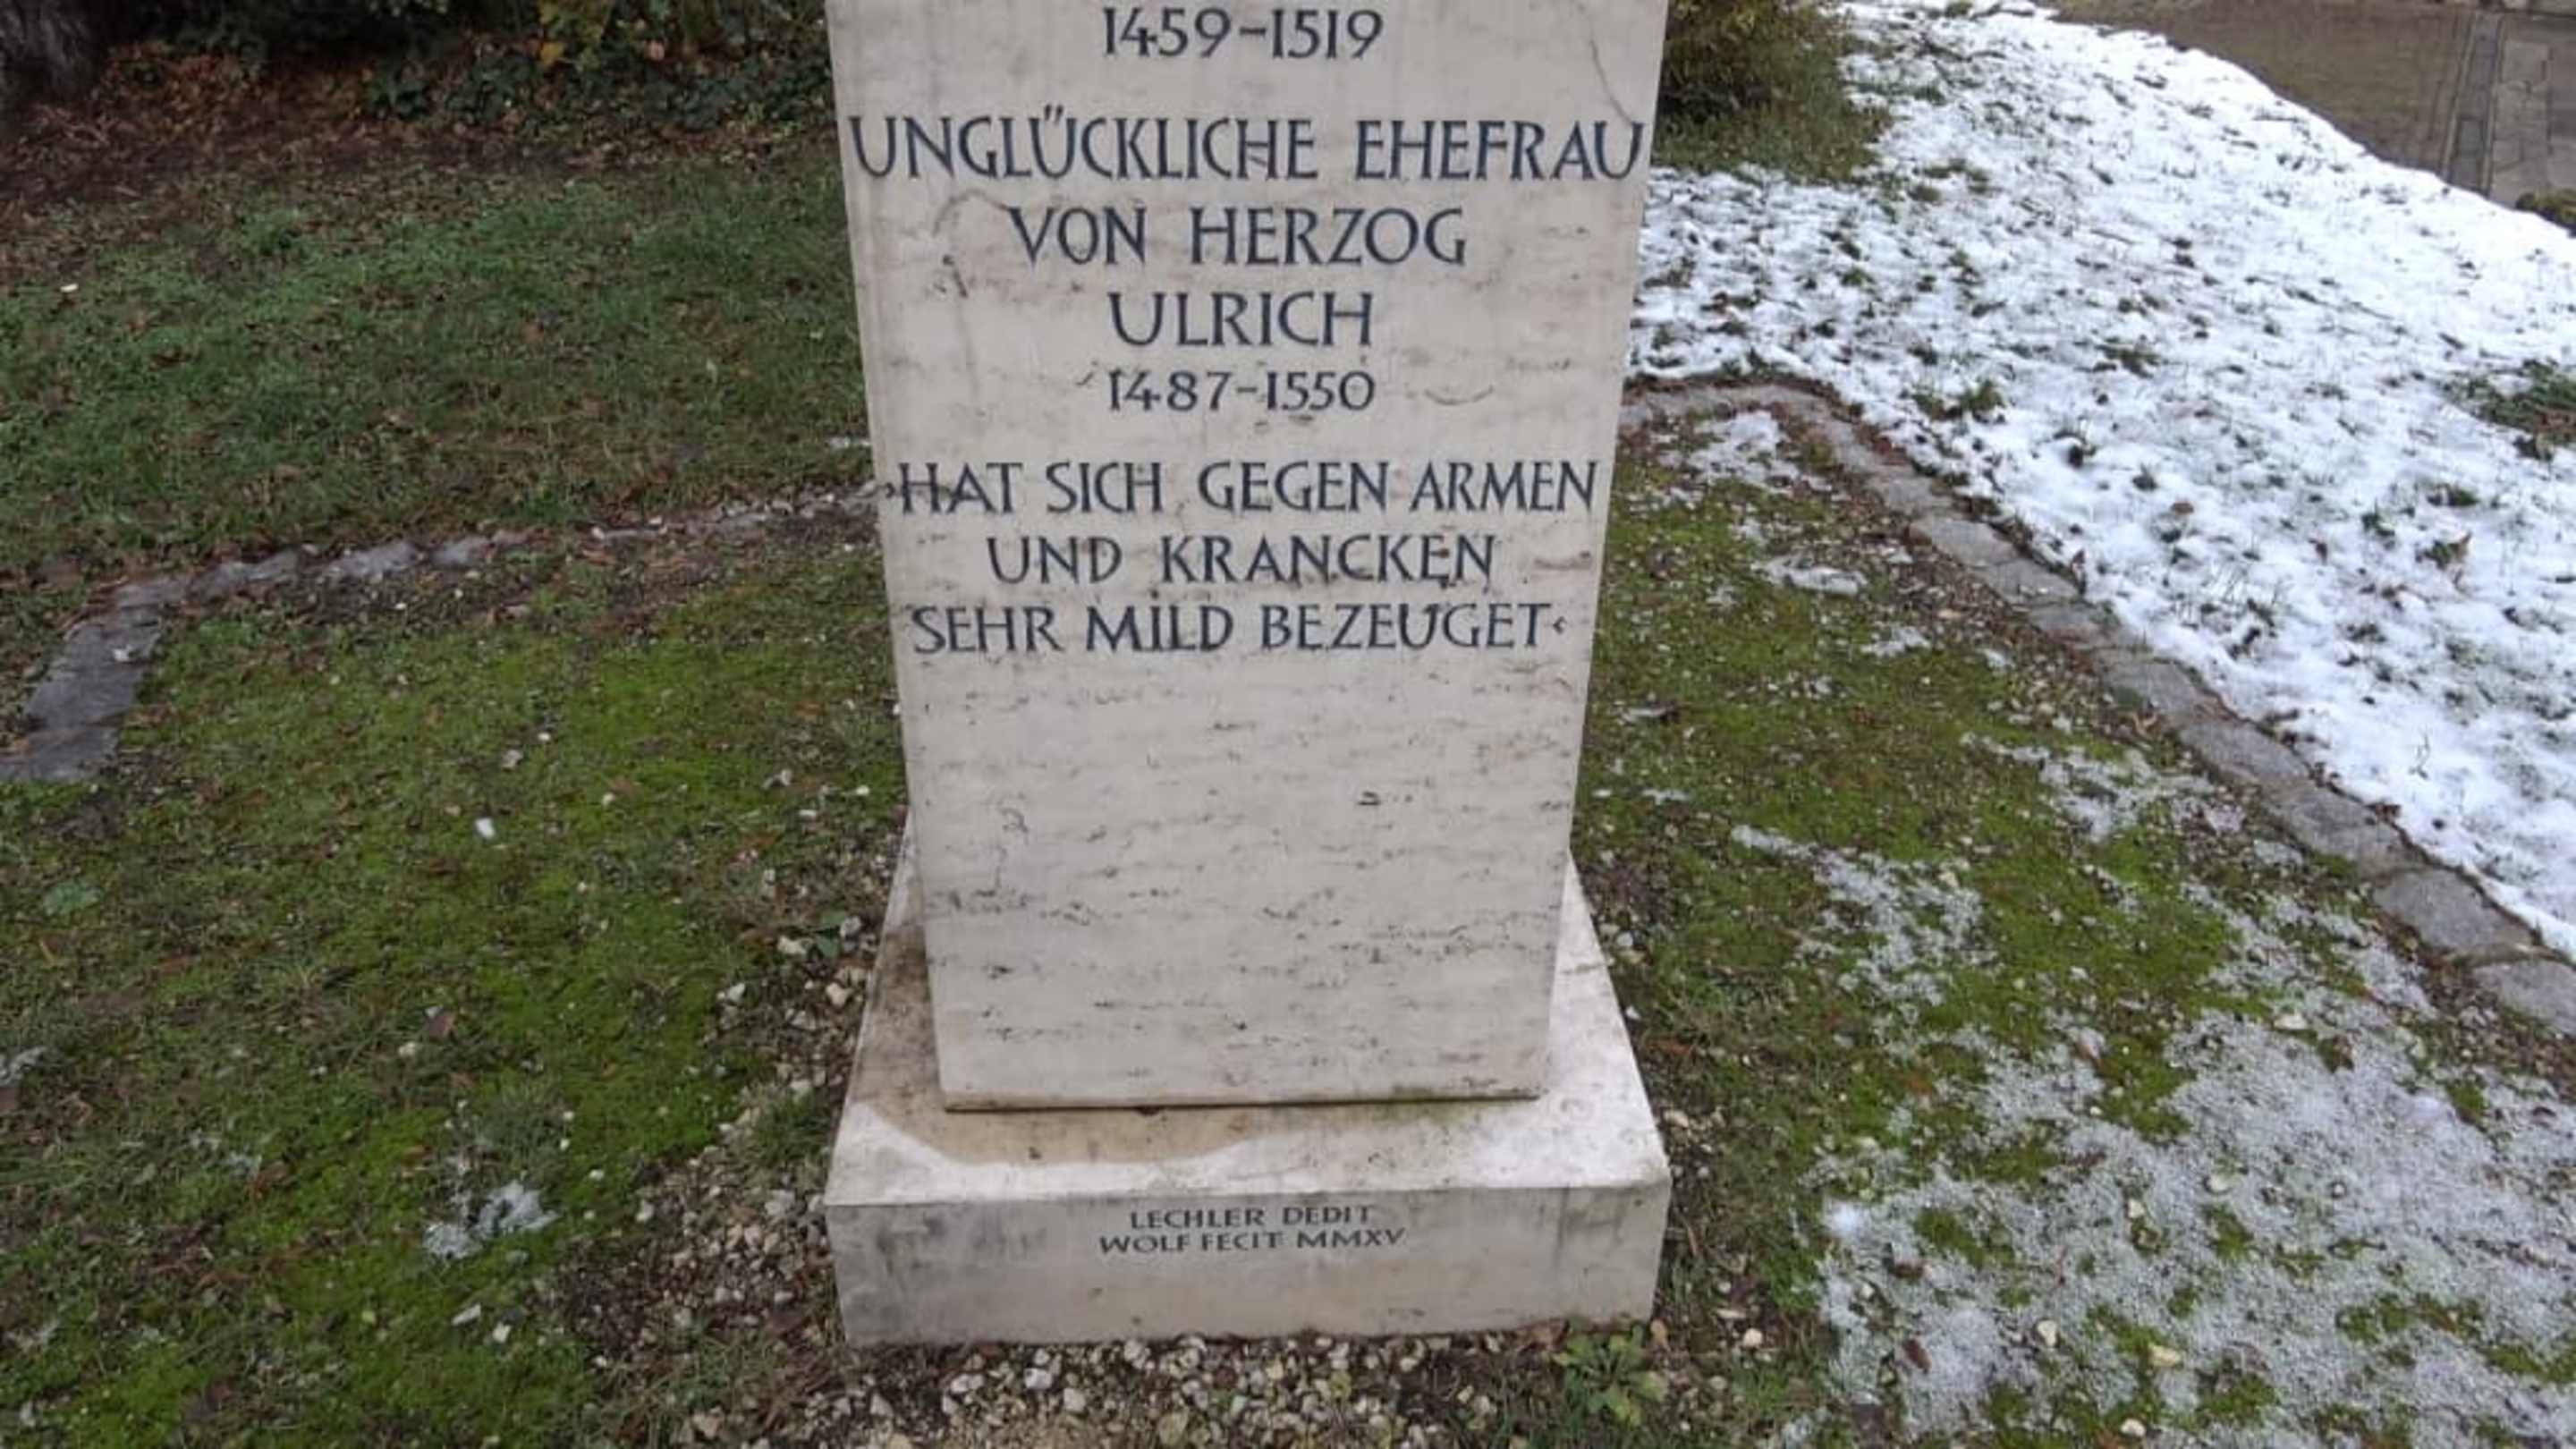 1459-1519
UNGLÜCKLICHE EHEFRAU
VON HERZOG
ULRICH
1487-1550
›HAT SICH GEGEN ARMEN
UND KRANCKEN
SEHR MILD BEZEUGET‹
LECHLER DEDIT
WOLF FECIT MMXV